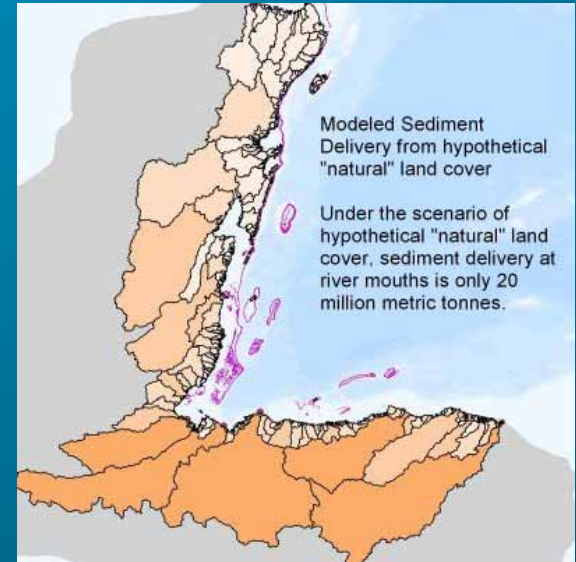 Modeled Sediment
Delivery from hypothetical
"natural" land cover
Under the scenario of
hypothetical "natural" land
cover, sediment delivery at
river mouths is only 20
million metric tonnes.